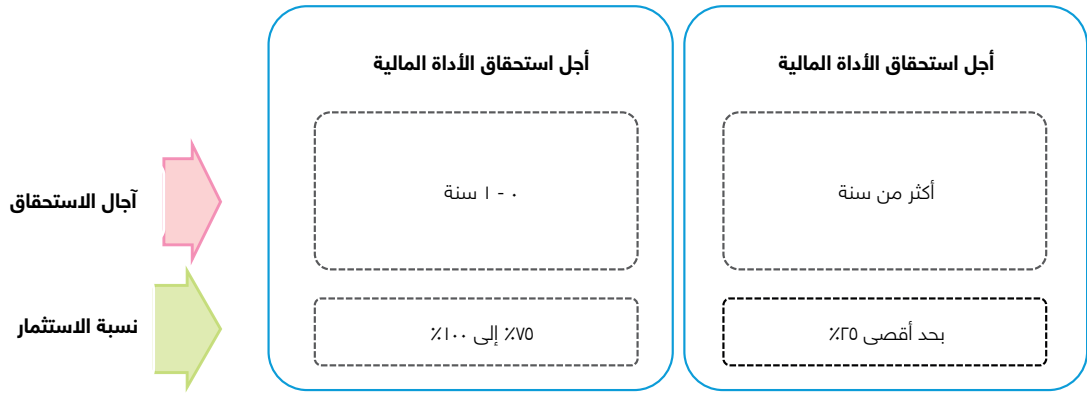 أجل استحقاق الأداة المالية
أجل استحقاق الأداة المالية
آجال الاستحقاق
٠ - ١ سنة
أكثر من سنة
نسبة الاستثمار
٧٥٪ إلى ١٠٠٪
بحد أقصى ٢٥٪